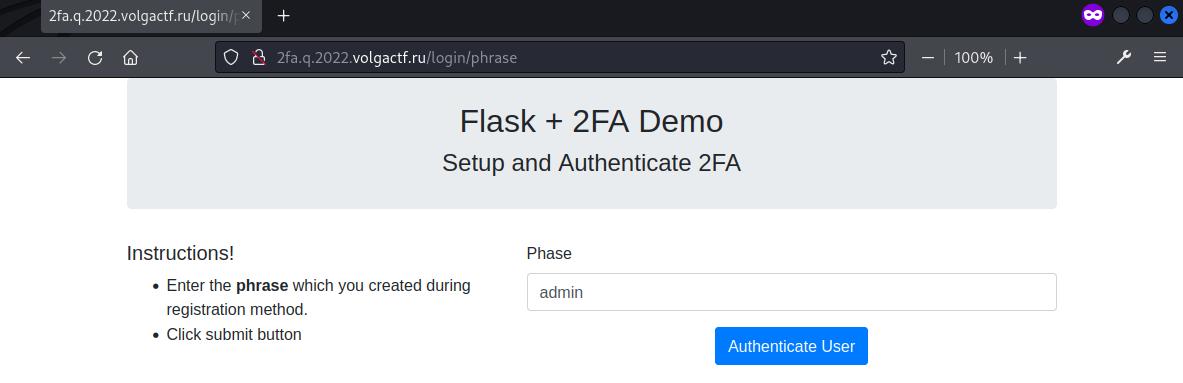 2fa.q.2022.volgactf.ru/login/p
2fa.q.2022.volgactf.ru/login/phrase
100%
Flask + 2FA Demo
Setup and Authenticate 2FA
Instructions!
Enter the phrase which you created during
registration method.
Click submit button
Phase
admin
Authenticate User